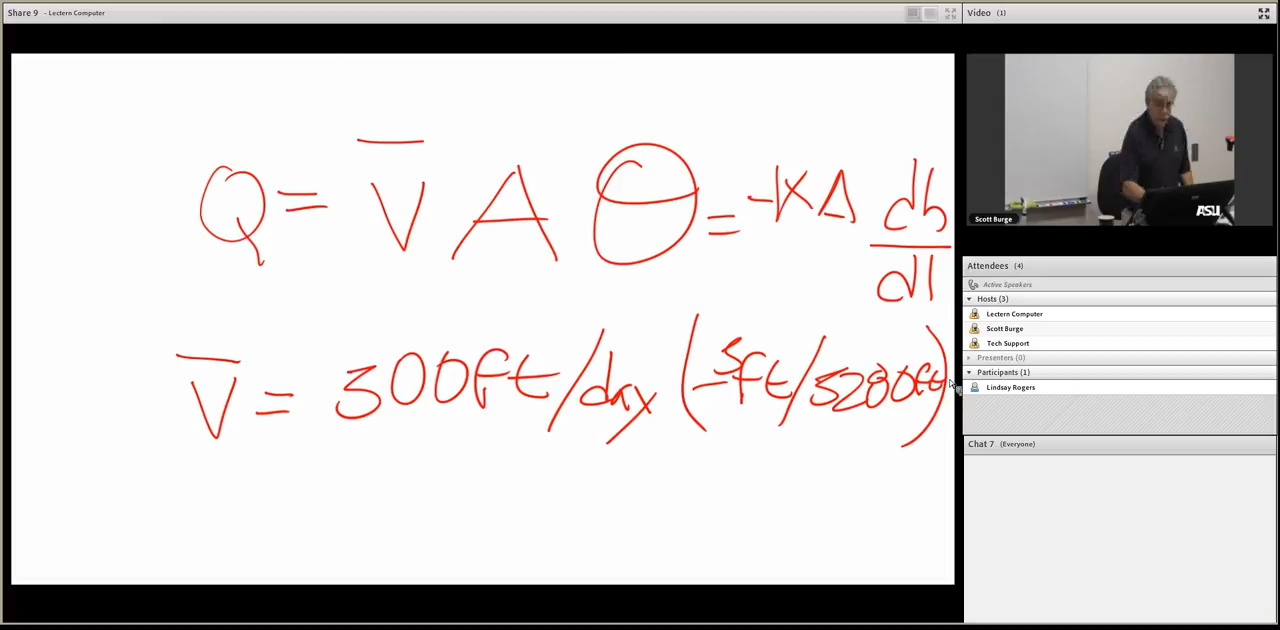 Share 9 - Lectern Computer
Video (1)
Q = V̅ A θ = -KA dh/dl
V̅ = 300ft/day (-5ft/5280ft)
ASU
Scott Burge
Attendees (4)
Active Speakers
Hosts (3)
Lectern Computer
Scott Burge
Tech Support
Presenters (0)
Participants (1)
Lindsay Rogers
Chat 7 (Everyone)